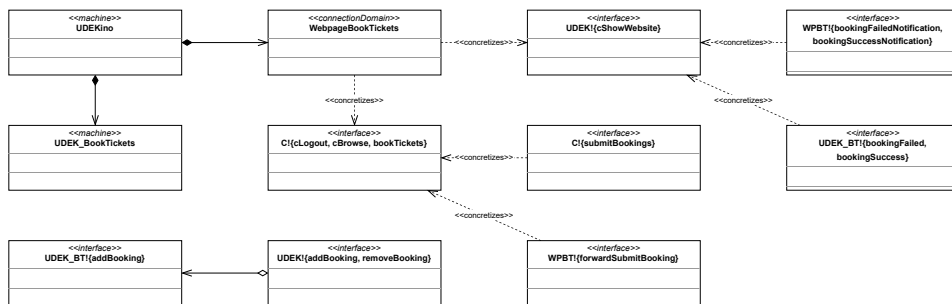 <<machine>>
UDEKino
<<connectionDomain>>
WebpageBookTickets
<<concretizes>>
<<interface>>
UDEK!{cShowWebsite}
<<concretizes>>
<<interface>>
WPBT!{bookingFailedNotification,
bookingSuccessNotification}
<<concretizes>>
<<concretizes>>
<<machine>>
UDEK_BookTickets
<<interface>>
C!{cLogout, cBrowse, bookTickets}
<<concretizes>>
<<interface>>
C!{submitBookings}
<<interface>>
UDEK_BT!{bookingFailed,
bookingSuccess}
<<concretizes>>
<<interface>>
UDEK_BT!{addBooking}
<<interface>>
UDEK!{addBooking, removeBooking}
<<interface>>
WPBT!{forwardSubmitBooking}